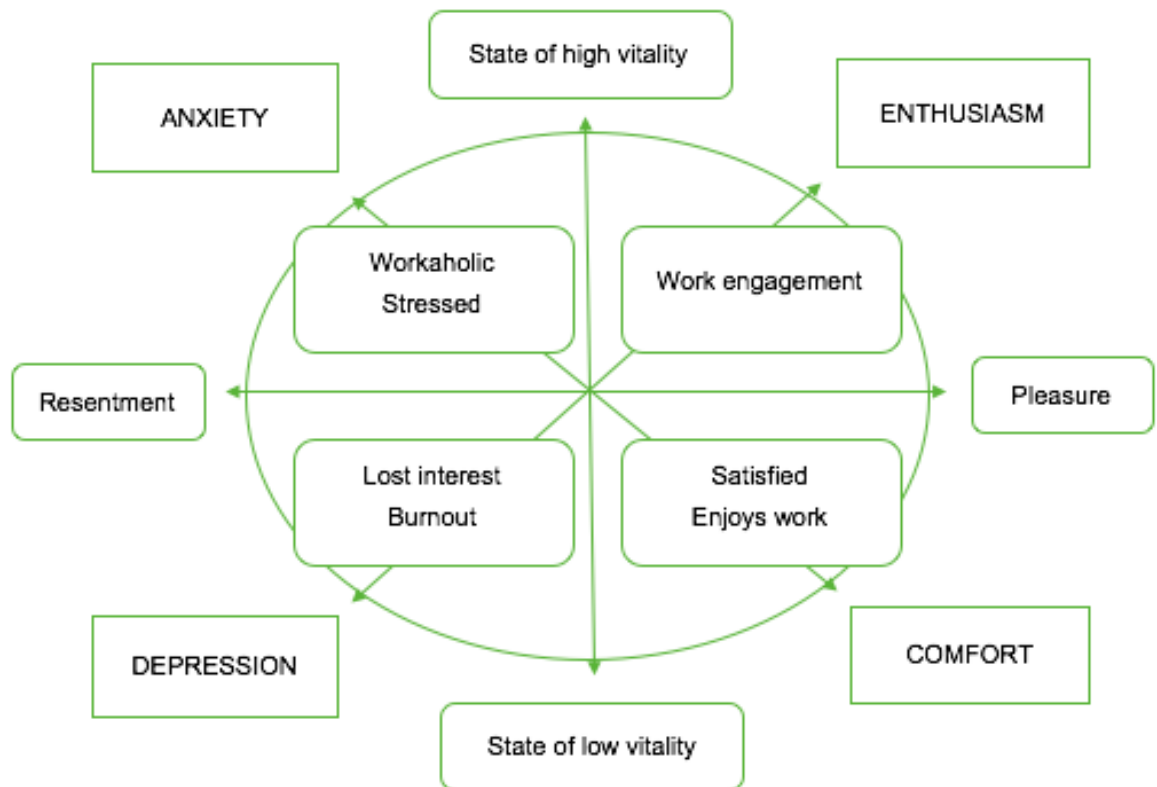 State of high vitality
ANXIETY
ENTHUSIASM
Workaholic
Stressed
Work engagement
Resentment
Pleasure
Lost interest
Burnout
Satisfied
Enjoys work
DEPRESSION
COMFORT
State of low vitality